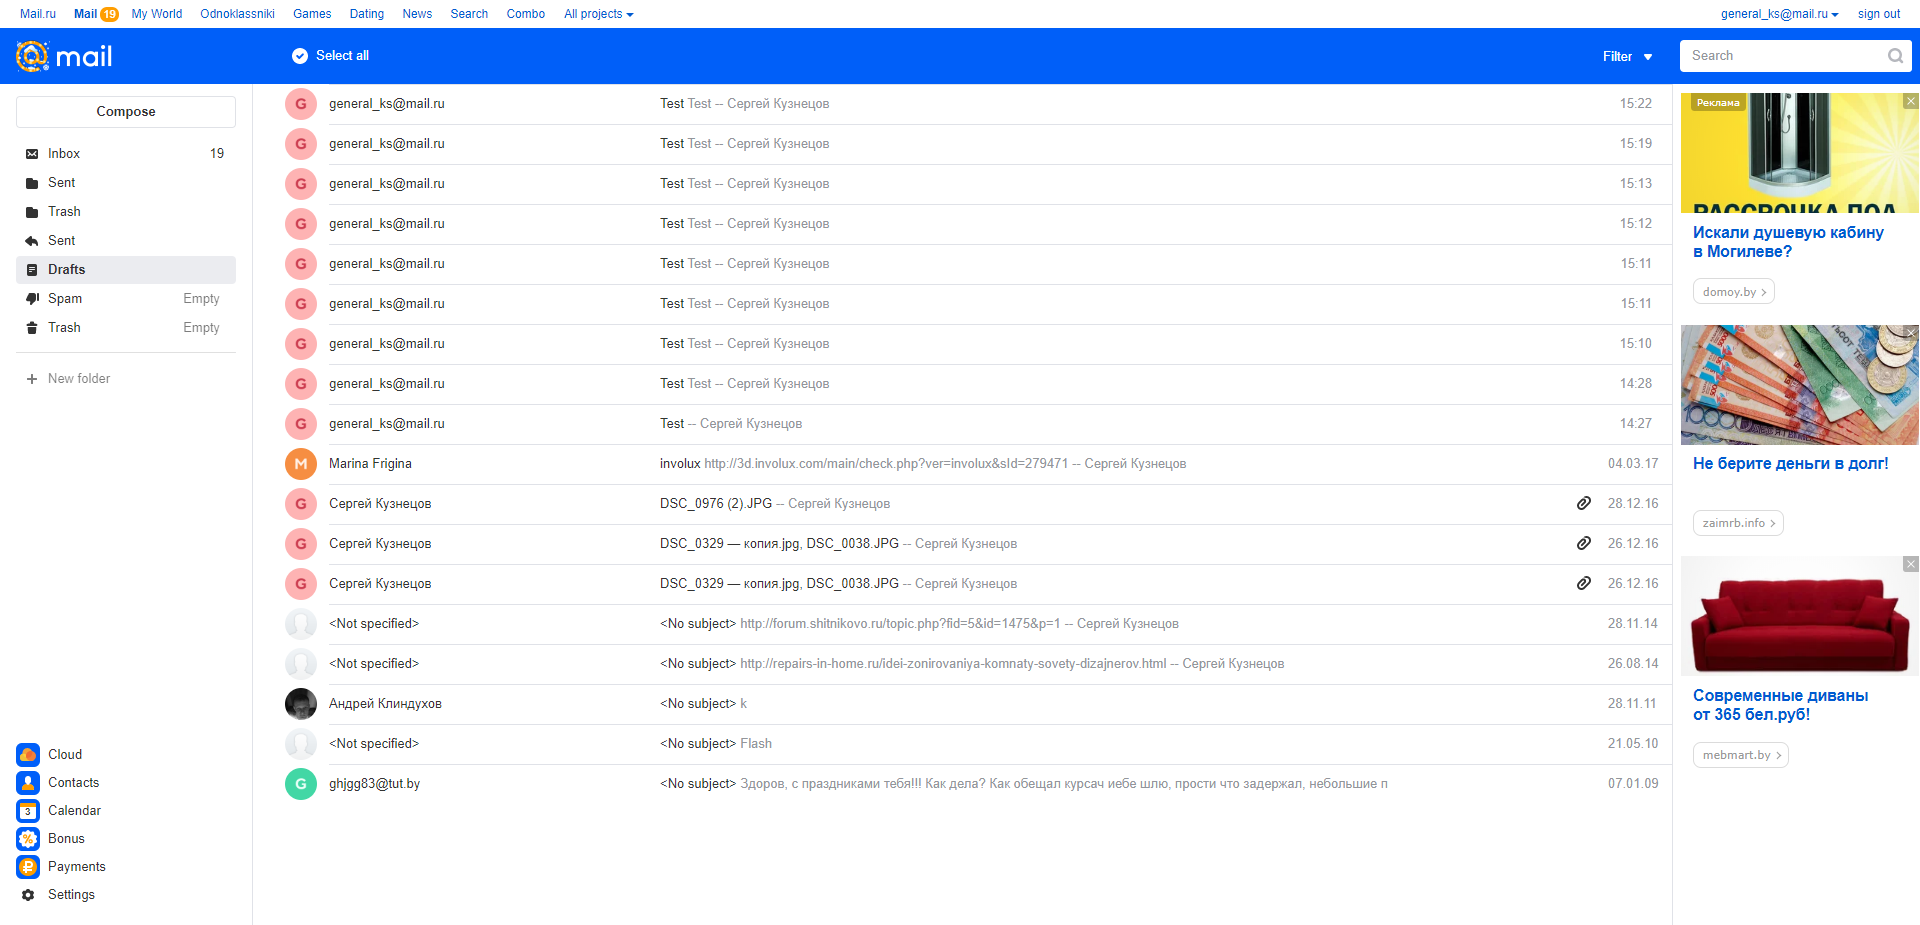 Mail.ru Mail 19 My World Odnoklassniki Games Dating News Search Combo All projects general_ks@mail.ru sign out
@mail Select all Filter Search
Compose
Inbox 19
Sent
Trash
Sent
Drafts
Spam Empty
Trash Empty
New folder
Cloud
Contacts
3 Calendar
% Bonus
Payments
Settings
G general_ks@mail.ru Test Test -- Сергей Кузнецов 15:22
G general_ks@mail.ru Test Test -- Сергей Кузнецов 15:19
G general_ks@mail.ru Test Test -- Сергей Кузнецов 15:13
G general_ks@mail.ru Test Test -- Сергей Кузнецов 15:12
G general_ks@mail.ru Test Test -- Сергей Кузнецов 15:11
G general_ks@mail.ru Test Test -- Сергей Кузнецов 15:11
G general_ks@mail.ru Test Test -- Сергей Кузнецов 15:10
G general_ks@mail.ru Test Test -- Сергей Кузнецов 14:28
G general_ks@mail.ru Test -- Сергей Кузнецов 14:27
M Marina Frigina involux http://3d.involux.com/main/check.php?ver=involux&sId=279471 -- Сергей Кузнецов 04.03.17
G Сергей Кузнецов DSC_0976 (2).JPG -- Сергей Кузнецов 28.12.16
G Сергей Кузнецов DSC_0329 — копия.jpg, DSC_0038.JPG -- Сергей Кузнецов 26.12.16
G Сергей Кузнецов DSC_0329 — копия.jpg, DSC_0038.JPG -- Сергей Кузнецов 26.12.16
<Not specified> <No subject> http://forum.shitnikovo.ru/topic.php?fid=5&id=1475&p=1 -- Сергей Кузнецов 28.11.14
<Not specified> <No subject> http://repairs-in-home.ru/idei-zonirovaniya-komnaty-sovety-dizajnerov.html -- Сергей Кузнецов 26.08.14
Андрей Клиндухов <No subject> k 28.11.11
<Not specified> <No subject> Flash 21.05.10
G ghjgg83@tut.by <No subject> Здоров, с праздниками тебя!!! Как дела? Как обещал курсач иебе шлю, прости что задержал, небольшие п 07.01.09
Реклама
РАССРОЧКА ПОД
Искали душевую кабину
в Могилеве?
domoy.by >
Не берите деньги в долг!
zaimrb.info >
Современные диваны
от 365 бел.руб!
mebmart.by >